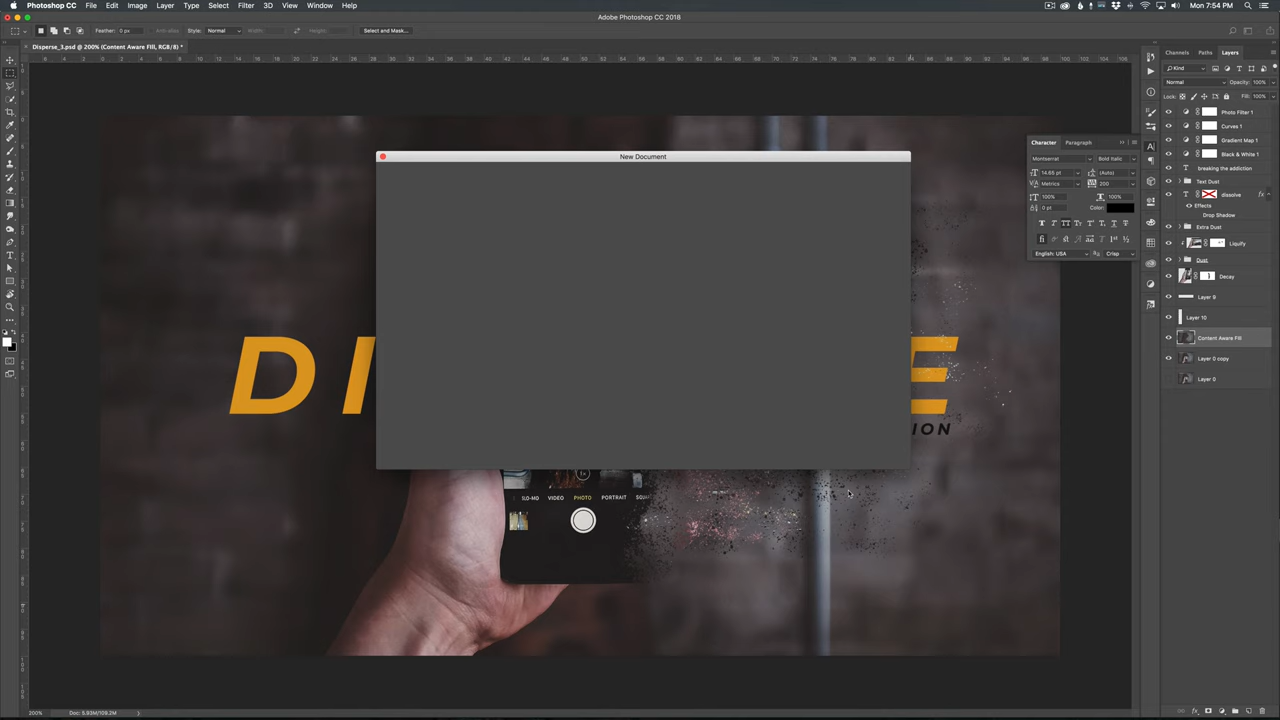 Photoshop CC File Edit Image Layer Type Select Filter 3D View Window Help Mon 7:54 PM
Adobe Photoshop CC 2018
Feather: 0 px Anti-alias Style: Normal Width: Height: Select and Mask...
Disperse_3.psd @ 200% (Content Aware Fill, RGB/8) *
Channels Paths Layers
Kind
Normal Opacity: 100%
Lock: Fill: 100%
Photo Filter 1
Curves 1
Gradient Map 1
Black & White 1
breaking the addiction
Text Dust
dissolve fx
Effects
Drop Shadow
Extra Dust
Liquify
Dust
Decay
Layer 9
Layer 10
Content Aware Fill
Layer 0 copy
Layer 0
Character Paragraph
Montserrat Bold Italic
14.66 pt (Auto)
Metrics 200
100% 100%
0 pt Color:
English: USA Crisp
New Document
DI E
ION
1x
SLO-MO VIDEO PHOTO PORTRAIT SQU
200% Doc: 5.93M/109.2M